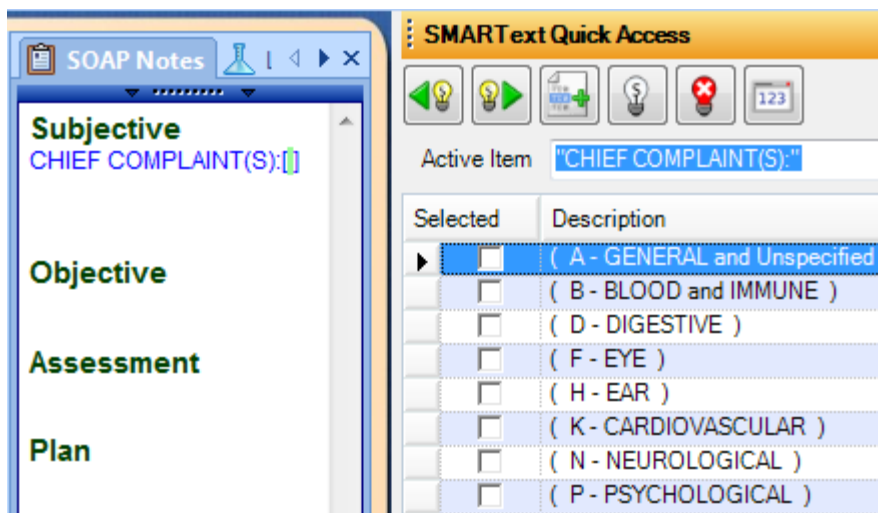 SOAP Notes
Subjective
CHIEF COMPLAINT(S):[ ]
Objective
Assessment
Plan
SMARText Quick Access
123
Active Item "CHIEF COMPLAINT(S):"
Selected Description
( A - GENERAL and Unspecified
( B - BLOOD and IMMUNE )
( D - DIGESTIVE )
( F - EYE )
( H - EAR )
( K - CARDIOVASCULAR )
( N - NEUROLOGICAL )
( P - PSYCHOLOGICAL )